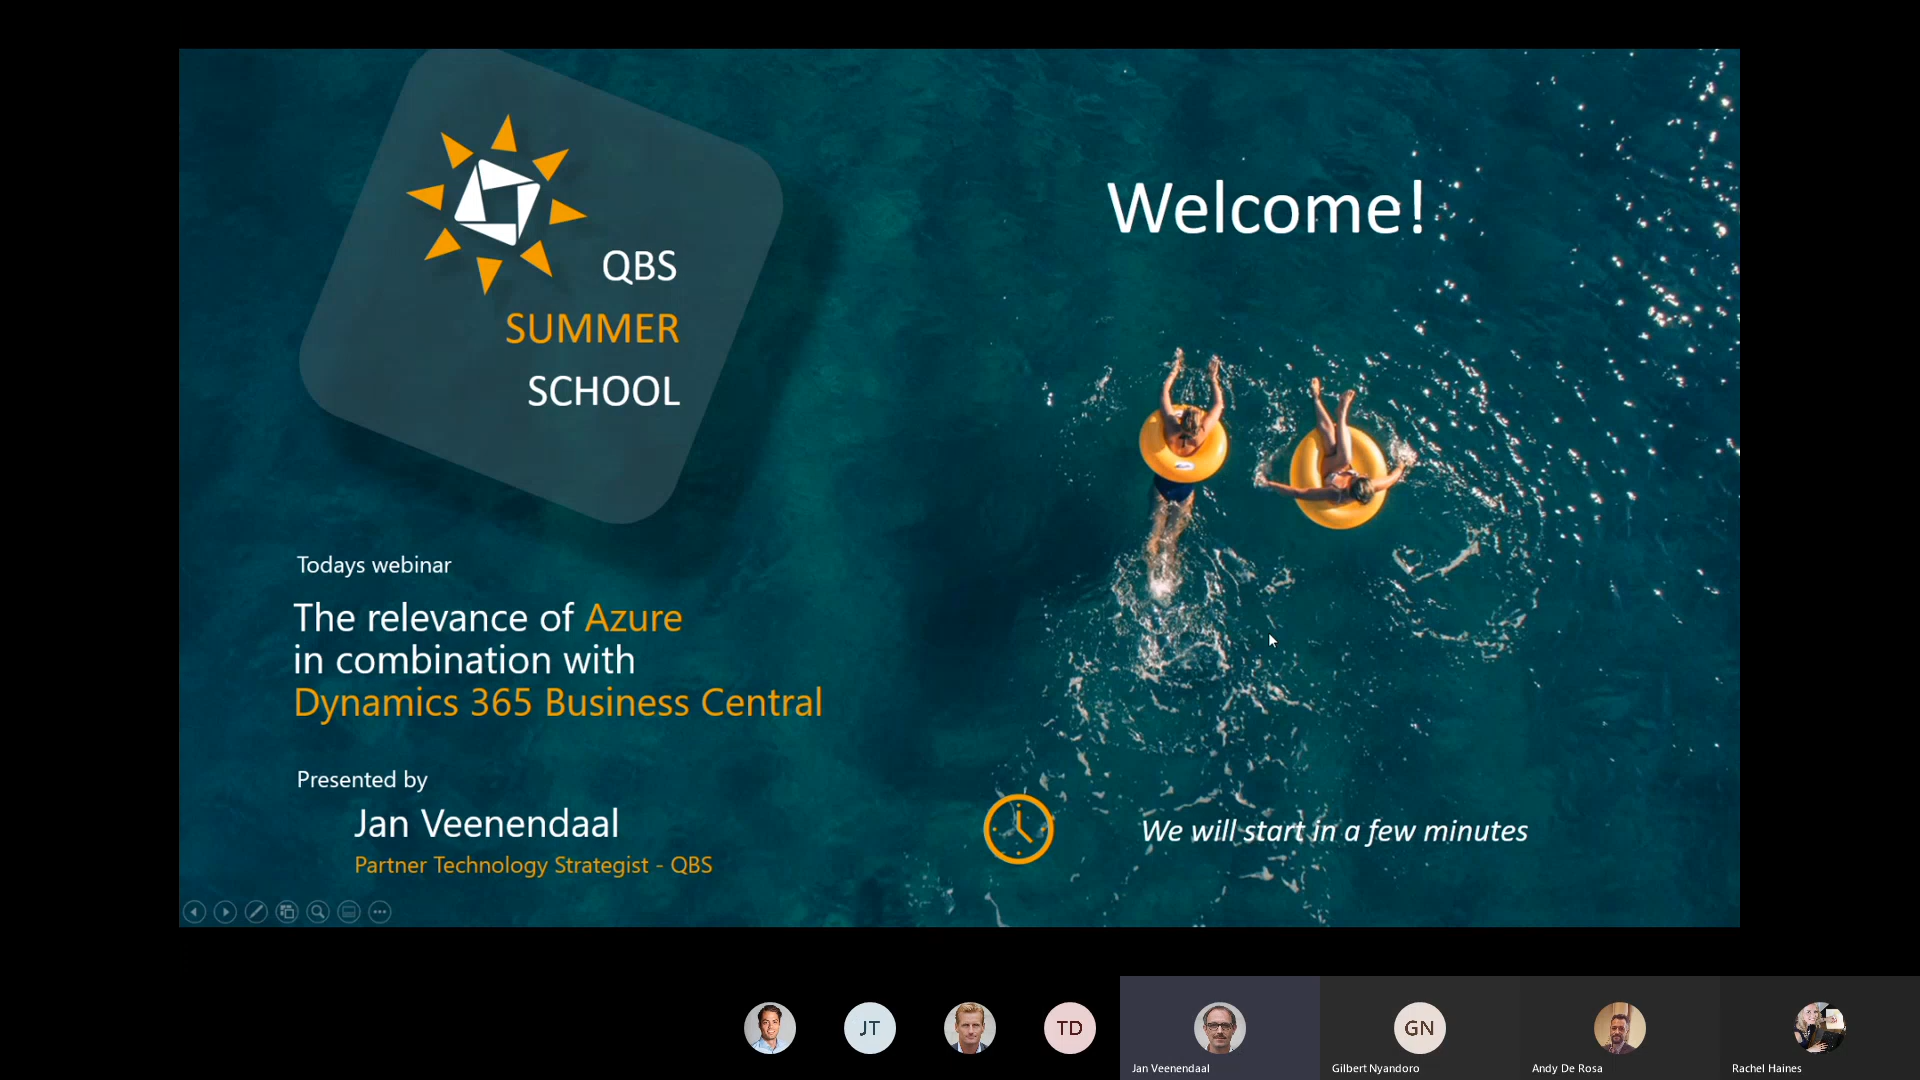 QBS
SUMMER
SCHOOL
Welcome!
Todays webinar
The relevance of Azure
in combination with
Dynamics 365 Business Central
Presented by
Jan Veenendaal
Partner Technology Strategist - QBS
We will start in a few minutes
JT
TD
GN
Jan Veenendaal
Gilbert Nyandoro
Andy De Rosa
Rachel Haines